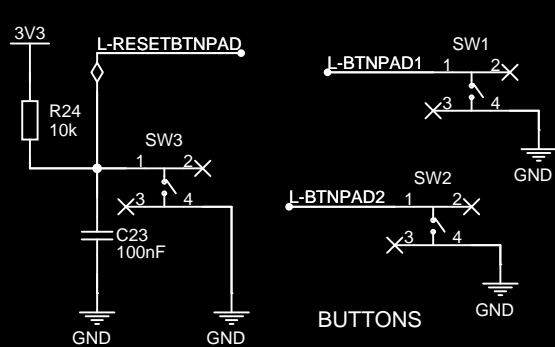 L-RESETBTNPAD
3V3
R24
10k
SW3
1 2
3 4
C23
100nF
GND
GND
SW1
L-BTNPAD1
1 2
3 4
GND
SW2
L-BTNPAD2
1 2
3 4
GND
BUTTONS